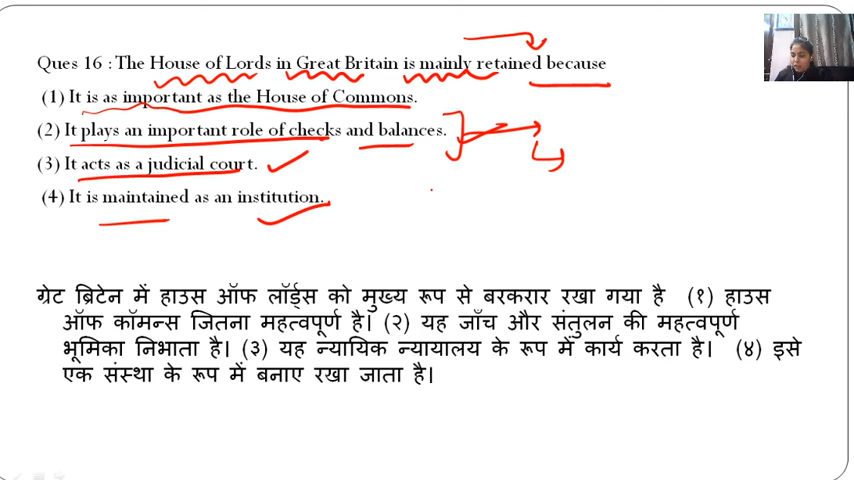 Ques 16 : The House of Lords in Great Britain is mainly retained because
(1) It is as important as the House of Commons.
(2) It plays an important role of checks and balances.
(3) It acts as a judicial court.
(4) It is maintained as an institution.
ग्रेट ब्रिटेन में हाउस ऑफ लॉर्ड्स को मुख्य रूप से बरकरार रखा गया है (१) हाउस
ऑफ कॉमन्स जितना महत्वपूर्ण है। (२) यह जाँच और संतुलन की महत्वपूर्ण
भूमिका निभाता है। (३) यह न्यायिक न्यायालय के रूप में कार्य करता है। (४) इसे
एक संस्था के रूप में बनाए रखा जाता है।